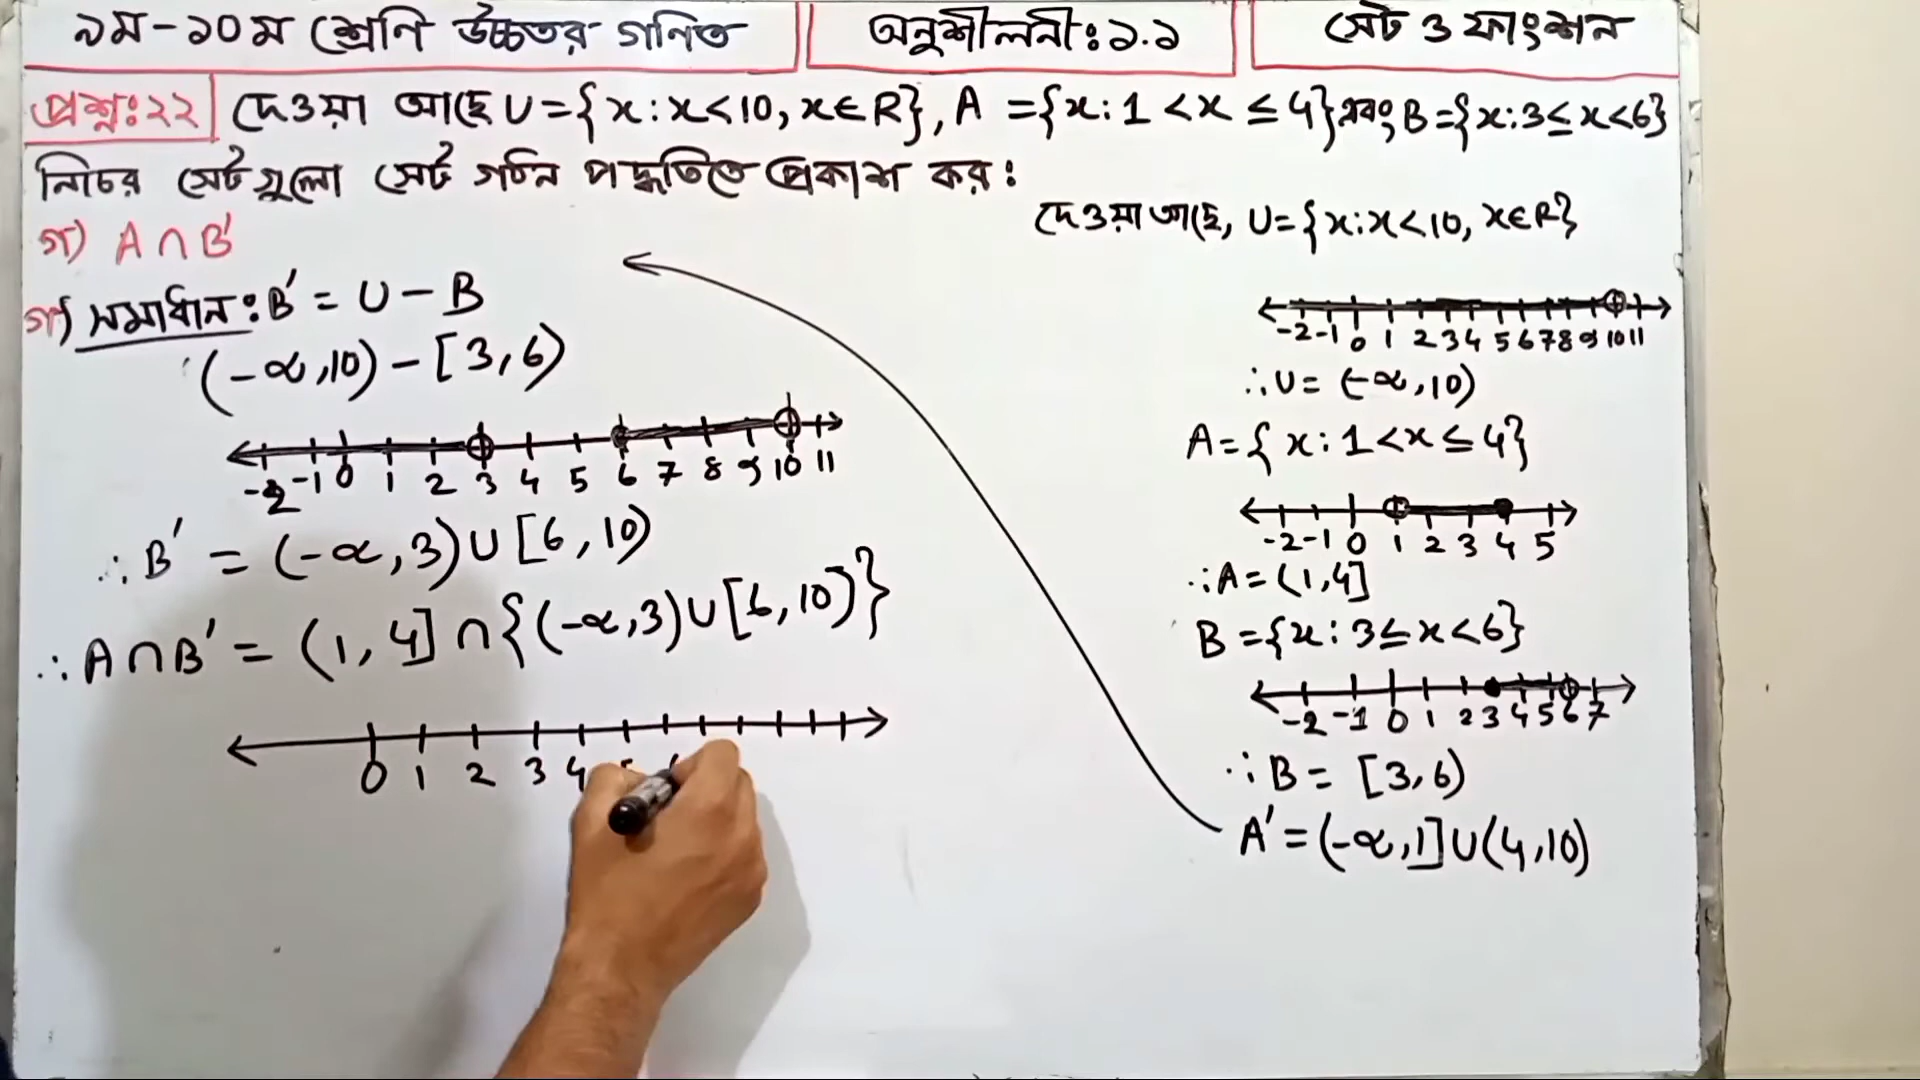 ৯ম-১০ম শ্রেণি উচ্চতর গনিত
অনুশীলনী: ১.১
সেট ও ফাংশন
প্রশ্ন: ২২ দেওয়া আছে U={x:x<10, x∈R}, A ={x: 1 <x ≤ 4} এবং B={x:3≤ x<6}
নিচের সেট গুলো সেট গঠন পদ্ধতিতে প্রকাশ কর:
গ) A∩B′
গ) সমাধান: B′ = U - B
(-∝,10) - [3,6)
-2 -1 0 1 2 3 4 5 6 7 8 9 10 11
∴ B′ = (-∝,3)∪[6,10)
∴ A∩B′ = (1,4]∩{(-∝,3)∪[6,10)}
0 1 2 3 4
দেওয়া আছে, U={x:x<10, x∈R}
-2 -1 0 1 2 3 4 5 6 7 8 9 10 11
∴U= (-∝,10)
A={x: 1<x≤4}
-2 -1 0 1 2 3 4 5
∴A=(1,4]
B={x: 3≤x<6}
-2 -1 0 1 2 3 4 5 6 7
∴B= [3,6)
A′=(-∝,1]∪(4,10)